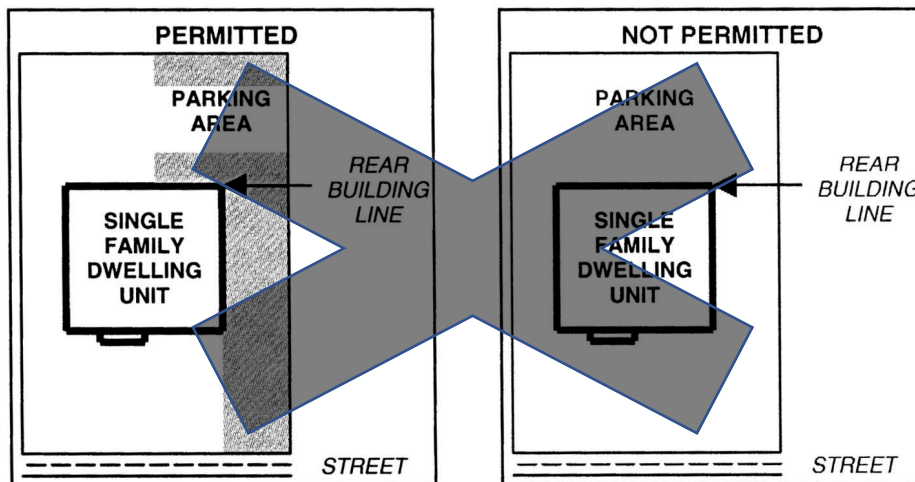 PERMITTED
PARKING
AREA
REAR
BUILDING
LINE
SINGLE
FAMILY
DWELLING
UNIT
STREET
NOT PERMITTED
PARKING
AREA
REAR
BUILDING
LINE
SINGLE
FAMILY
DWELLING
UNIT
STREET